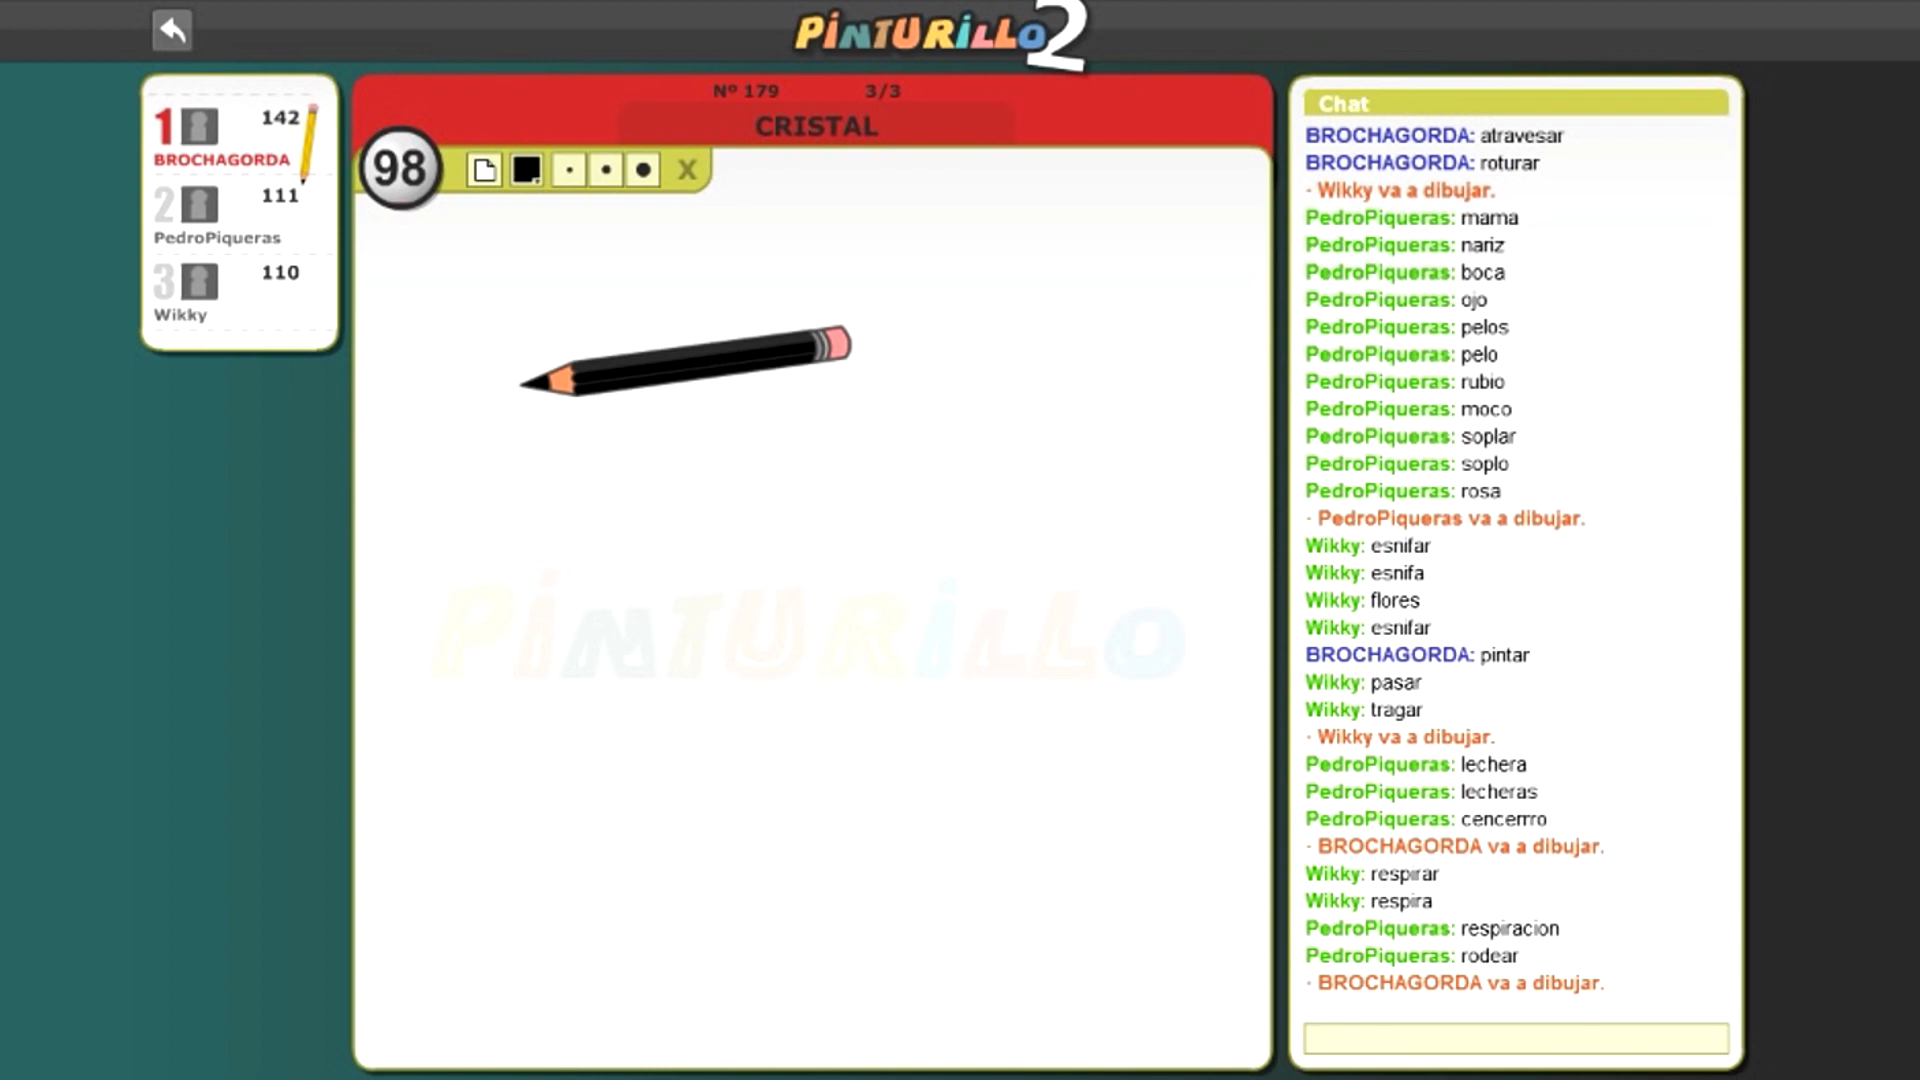 PINTURILLO2
1 142
BROCHAGORDA
2 111
PedroPiqueras
3 110
Wikky
Nº 179 3/3
CRISTAL
98
X
PINTURILLO
Chat
BROCHAGORDA: atravesar
BROCHAGORDA: roturar
· Wikky va a dibujar.
PedroPiqueras: mama
PedroPiqueras: nariz
PedroPiqueras: boca
PedroPiqueras: ojo
PedroPiqueras: pelos
PedroPiqueras: pelo
PedroPiqueras: rubio
PedroPiqueras: moco
PedroPiqueras: soplar
PedroPiqueras: soplo
PedroPiqueras: rosa
· PedroPiqueras va a dibujar.
Wikky: esnifar
Wikky: esnifa
Wikky: flores
Wikky: esnifar
BROCHAGORDA: pintar
Wikky: pasar
Wikky: tragar
· Wikky va a dibujar.
PedroPiqueras: lechera
PedroPiqueras: lecheras
PedroPiqueras: cencerrro
· BROCHAGORDA va a dibujar.
Wikky: respirar
Wikky: respira
PedroPiqueras: respiracion
PedroPiqueras: rodear
· BROCHAGORDA va a dibujar.